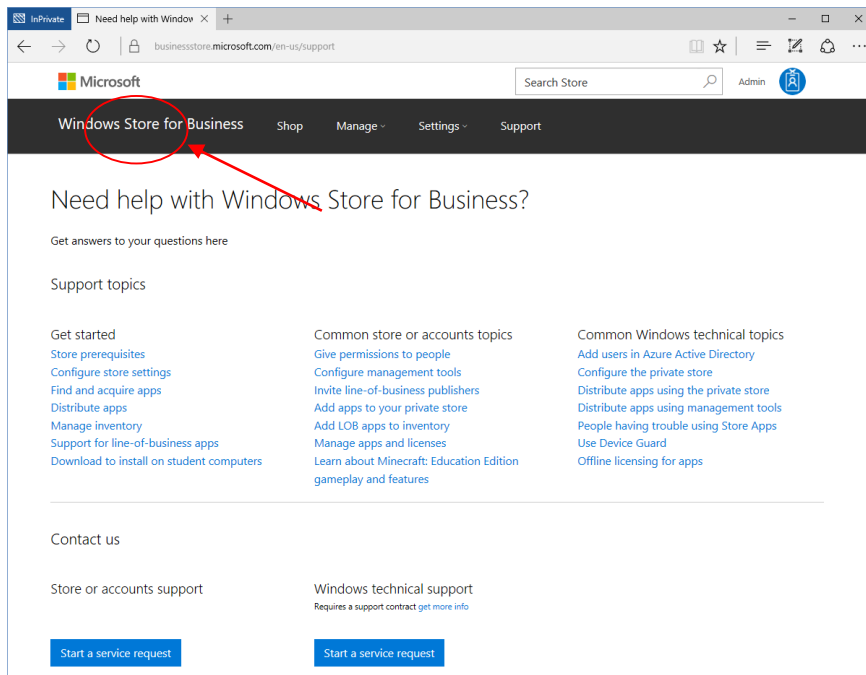 InPrivate Need help with Window
businessstore.microsoft.com/en-us/support
Microsoft Search Store Admin
Windows Store for Business Shop Manage Settings Support
Need help with Windows Store for Business?
Get answers to your questions here
Support topics
Get started
Store prerequisites
Configure store settings
Find and acquire apps
Distribute apps
Manage inventory
Support for line-of-business apps
Download to install on student computers
Common store or accounts topics
Give permissions to people
Configure management tools
Invite line-of-business publishers
Add apps to your private store
Add LOB apps to inventory
Manage apps and licenses
Learn about Minecraft: Education Edition
gameplay and features
Common Windows technical topics
Add users in Azure Active Directory
Configure the private store
Distribute apps using the private store
Distribute apps using management tools
People having trouble using Store Apps
Use Device Guard
Offline licensing for apps
Contact us
Store or accounts support
Start a service request
Windows technical support
Requires a support contract get more info
Start a service request